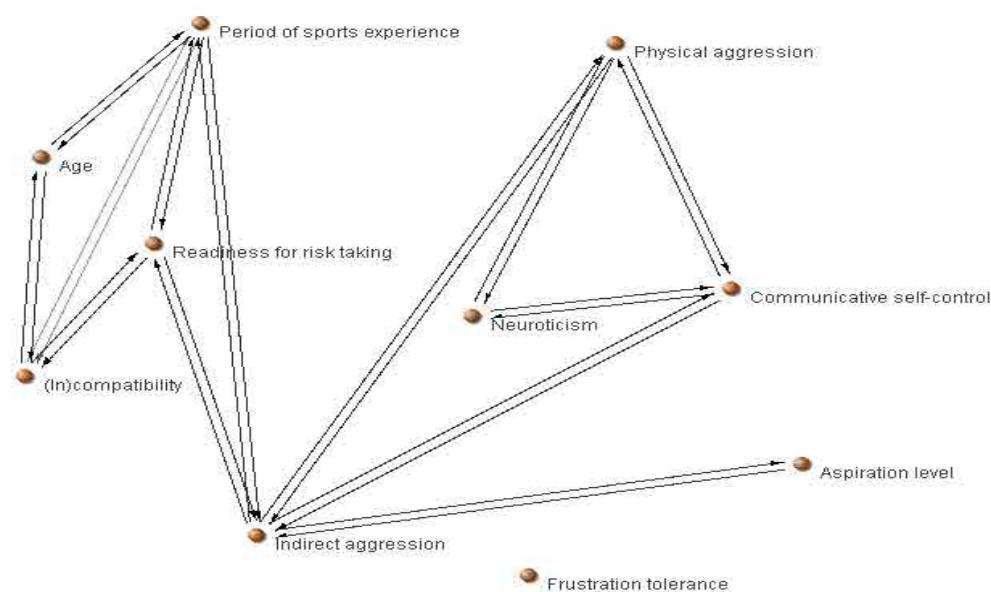 Period of sports experience
Physical aggression
Age
Readiness for risk taking
Communicative self-control
Neuroticism
(In)compatibility
Aspiration level
Indirect aggression
Frustration tolerance